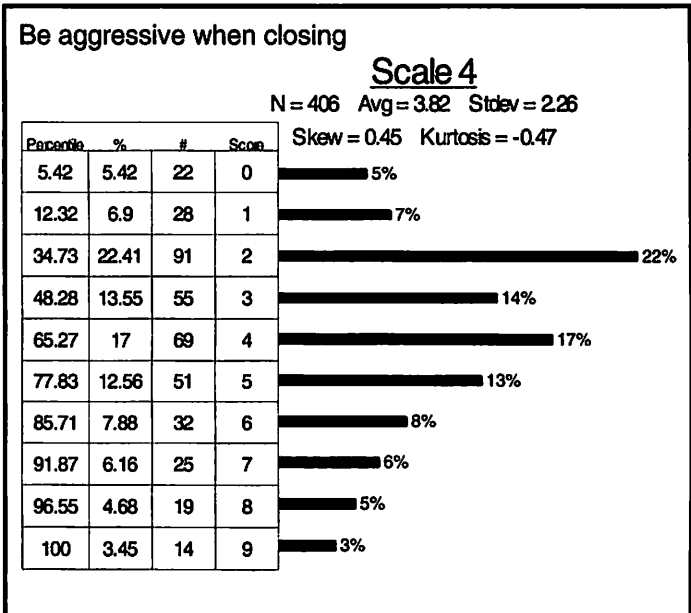 Be aggressive when closing
Scale 4
N = 406 Avg = 3.82 Stdev = 2.26
Skew = 0.45 Kurtosis = -0.47
Percentile % # Score
5.42 5.42 22 0 5%
12.32 6.9 28 1 7%
34.73 22.41 91 2 22%
48.28 13.55 55 3 14%
65.27 17 69 4 17%
77.83 12.56 51 5 13%
85.71 7.88 32 6 8%
91.87 6.16 25 7 6%
96.55 4.68 19 8 5%
100 3.45 14 9 3%